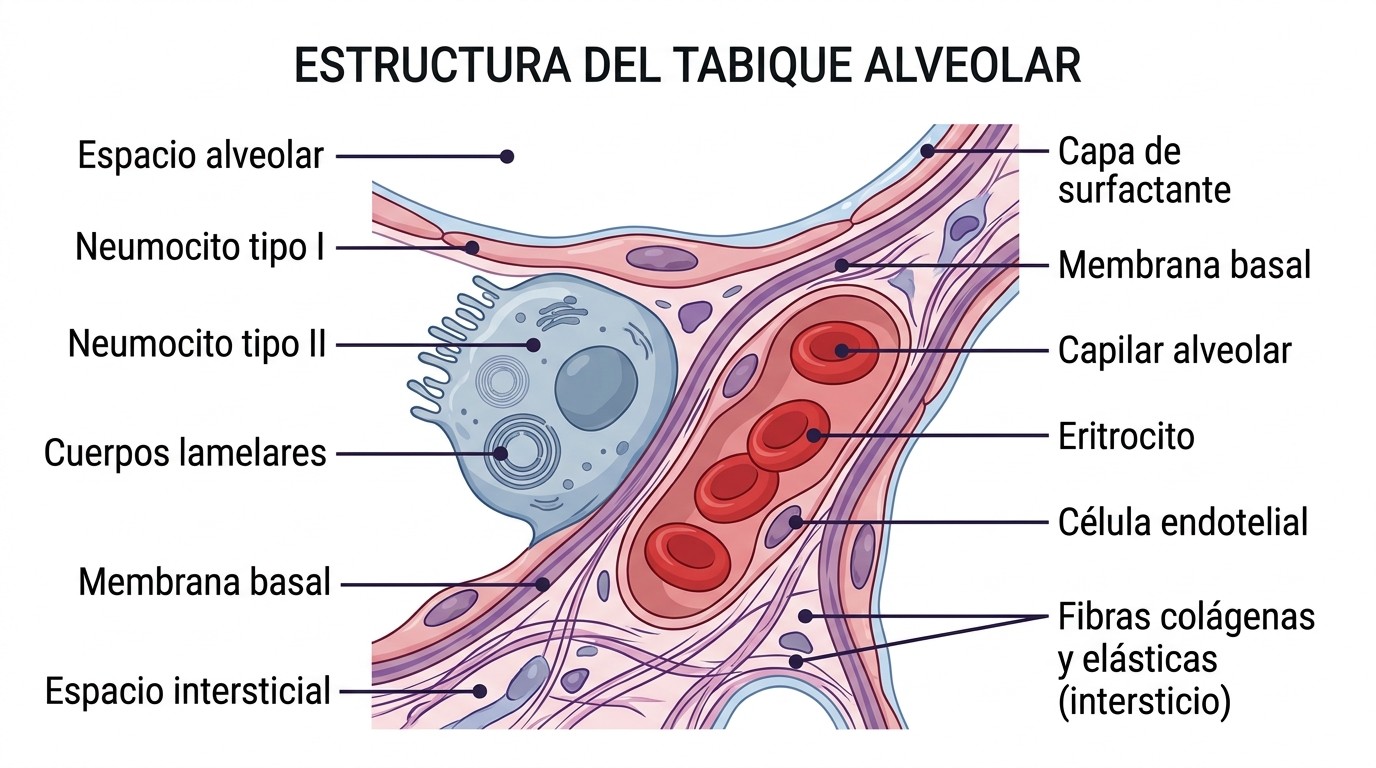 ESTRUCTURA DEL TABIQUE ALVEOLAR
Espacio alveolar
Neumocito tipo I
Neumocito tipo II
Cuerpos lamelares
Membrana basal
Espacio intersticial
Capa de
surfactante
Membrana basal
Capilar alveolar
Eritrocito
Célula endotelial
Fibras colágenas
y elásticas
(intersticio)